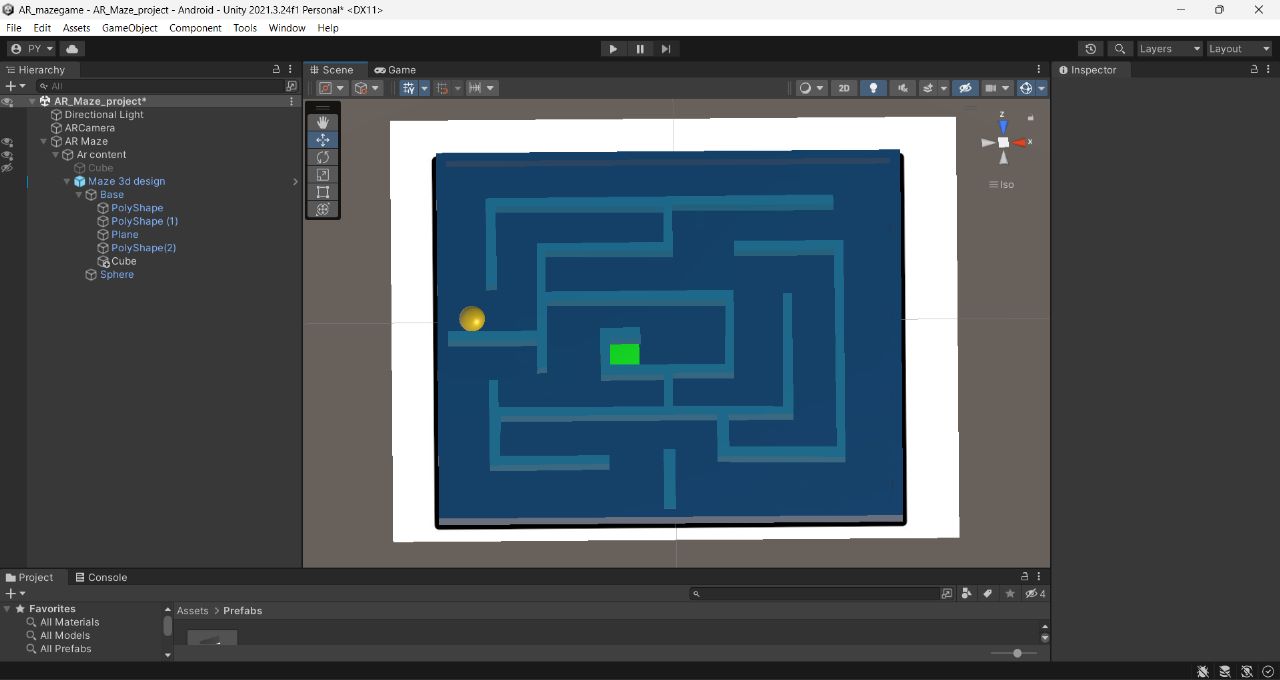 AR_mazegame - AR_Maze_project - Android - Unity 2021.3.24f1 Personal* <DX11>
File Edit Assets GameObject Component Tools Window Help
PY Layers Layout
Hierarchy Scene Game Inspector
All 2D
AR_Maze_project*
Directional Light
ARCamera
AR Maze
Ar content
Cube
Maze 3d design
Base
PolyShape
PolyShape (1)
Plane
PolyShape(2)
Cube
Sphere
z
x
Iso
Project Console
4
Favorites
Assets > Prefabs
All Materials
All Models
All Prefabs